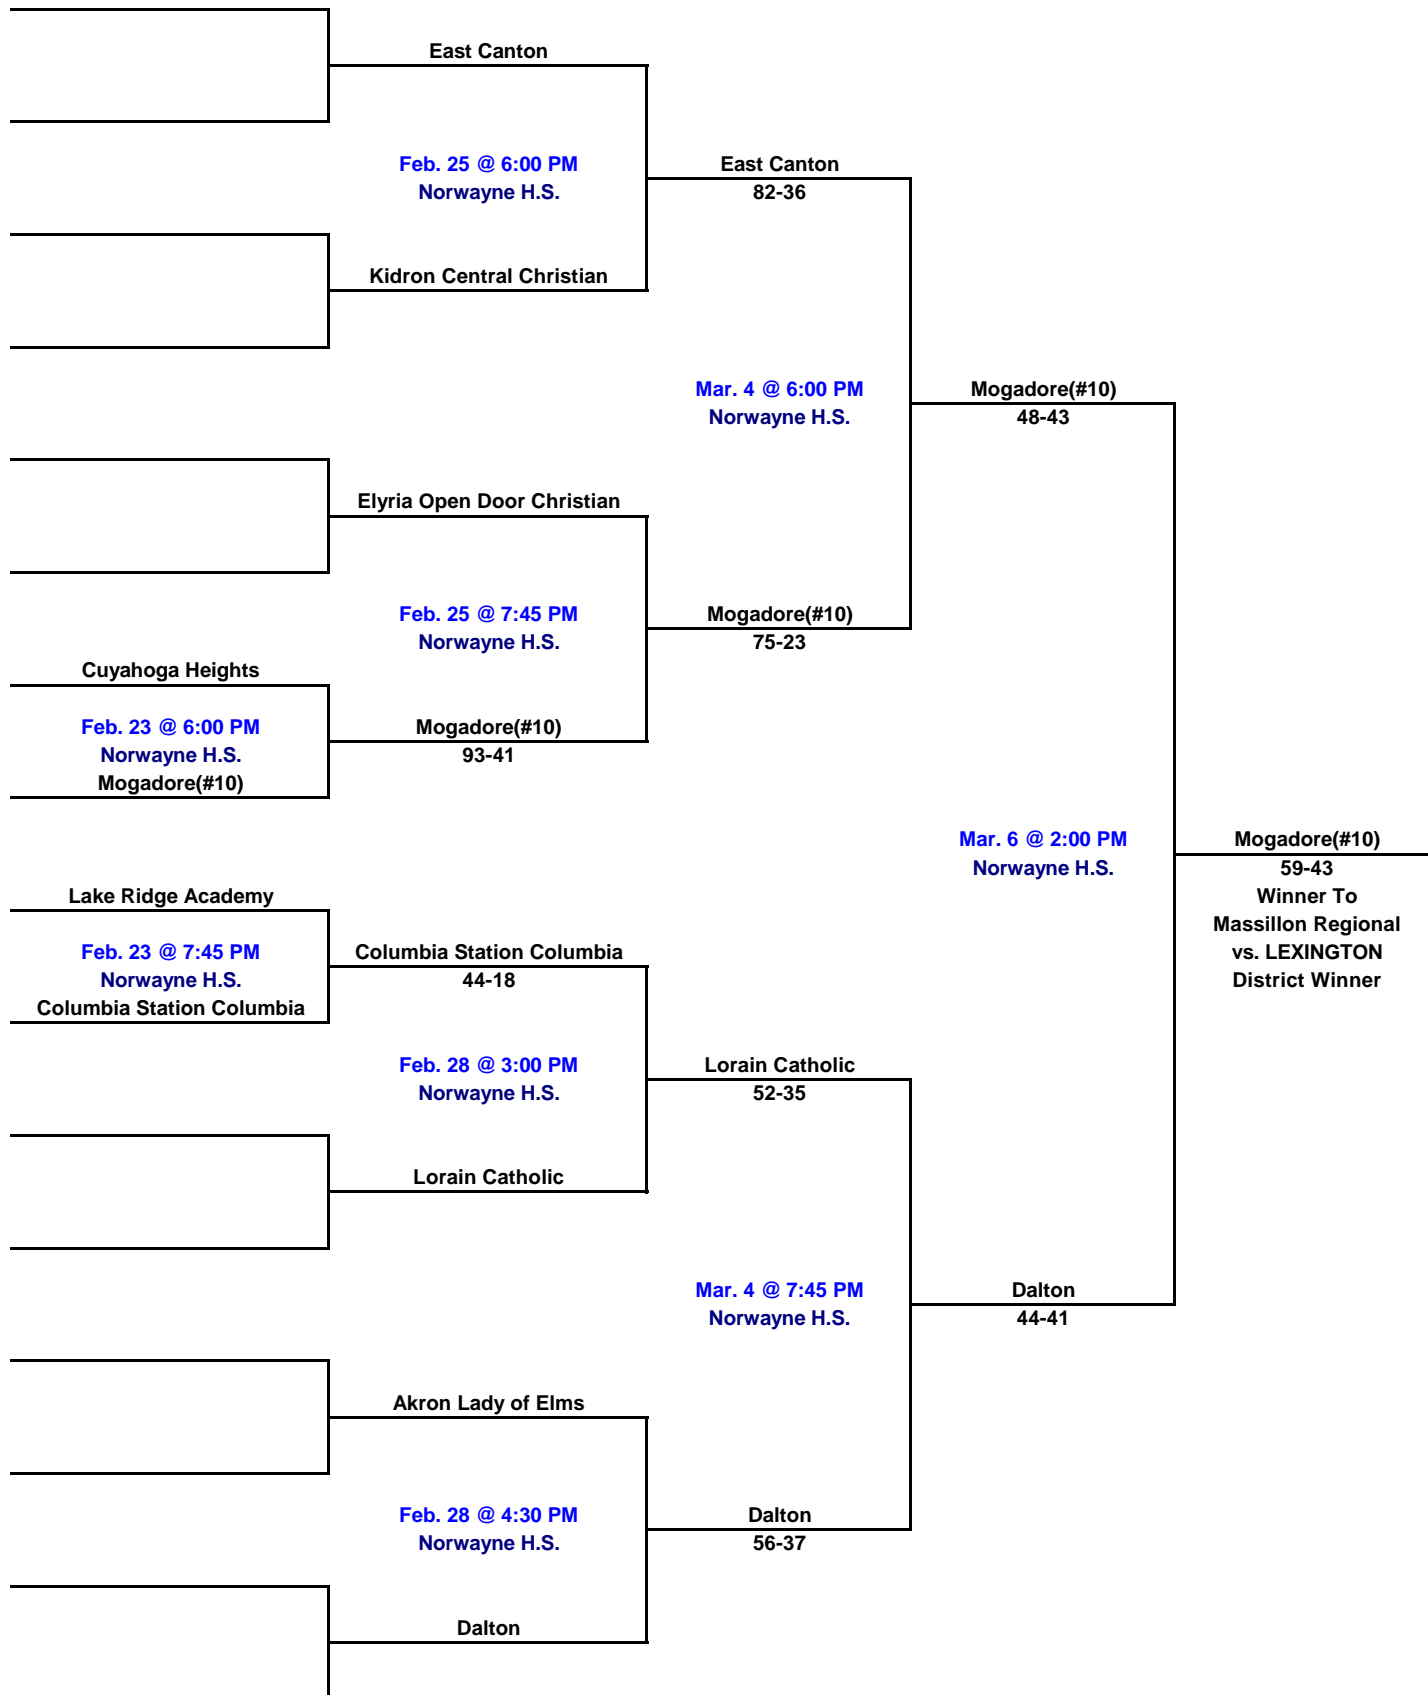 East Canton
Feb. 25 @ 6:00 PM
Norwayne H.S.
East Canton
82-36
Kidron Central Christian
Mar. 4 @ 6:00 PM
Norwayne H.S.
Mogadore(#10)
48-43
Elyria Open Door Christian
Feb. 25 @ 7:45 PM
Norwayne H.S.
Mogadore(#10)
75-23
Cuyahoga Heights
Feb. 23 @ 6:00 PM
Norwayne H.S.
Mogadore(#10)
Mogadore(#10)
93-41
Mar. 6 @ 2:00 PM
Norwayne H.S.
Mogadore(#10)
59-43
Winner To
Massillon Regional
vs. LEXINGTON
District Winner
Lake Ridge Academy
Feb. 23 @ 7:45 PM
Norwayne H.S.
Columbia Station Columbia
Columbia Station Columbia
44-18
Feb. 28 @ 3:00 PM
Norwayne H.S.
Lorain Catholic
52-35
Lorain Catholic
Mar. 4 @ 7:45 PM
Norwayne H.S.
Dalton
44-41
Akron Lady of Elms
Feb. 28 @ 4:30 PM
Norwayne H.S.
Dalton
56-37
Dalton